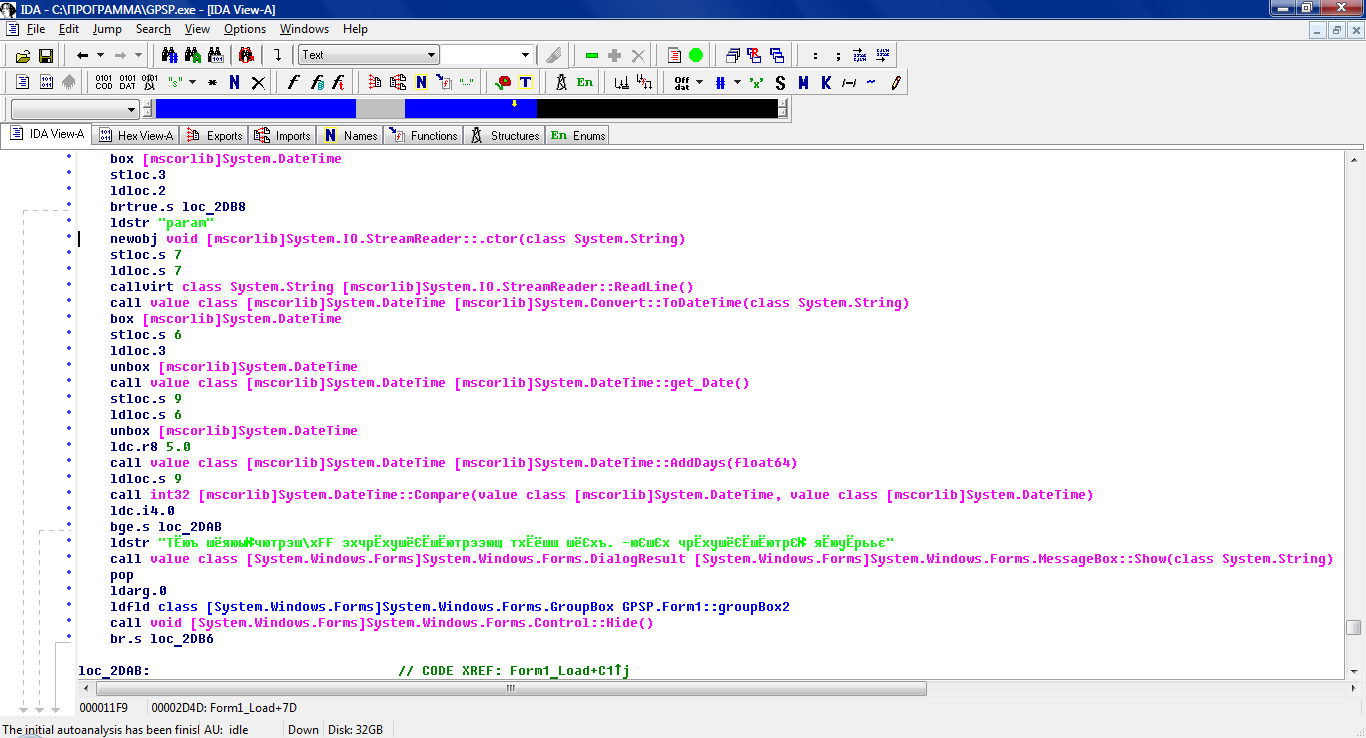 IDA - C:\ПРОГРАММА\GPSP.exe - [IDA View-A]
File Edit Jump Search View Options Windows Help
Text
IDA View-A Hex View-A Exports Imports Names Functions Structures Enums
box [mscorlib]System.DateTime
stloc.3
ldloc.2
brtrue.s loc_2DB8
ldstr "param"
newobj void [mscorlib]System.IO.StreamReader::.ctor(class System.String)
stloc.s 7
ldloc.s 7
callvirt class System.String [mscorlib]System.IO.StreamReader::ReadLine()
call value class [mscorlib]System.DateTime [mscorlib]System.Convert::ToDateTime(class System.String)
box [mscorlib]System.DateTime
stloc.s 6
ldloc.3
unbox [mscorlib]System.DateTime
call value class [mscorlib]System.DateTime [mscorlib]System.DateTime::get_Date()
stloc.s 9
ldloc.s 6
unbox [mscorlib]System.DateTime
ldc.r8 5.0
call value class [mscorlib]System.DateTime [mscorlib]System.DateTime::AddDays(float64)
ldloc.s 9
call int32 [mscorlib]System.DateTime::Compare(value class [mscorlib]System.DateTime, value class [mscorlib]System.DateTime)
ldc.i4.0
bge.s loc_2DAB
ldstr
call value class [System.Windows.Forms]System.Windows.Forms.DialogResult [System.Windows.Forms]System.Windows.Forms.MessageBox::Show(class System.String)
pop
ldarg.0
ldfld class [System.Windows.Forms]System.Windows.Forms.GroupBox GPSP.Form1::groupBox2
call void [System.Windows.Forms]System.Windows.Forms.Control::Hide()
br.s loc_2DB6
loc_2DAB: // CODE XREF: Form1_Load+C1↑j
000011F9 00002D4D: Form1_Load+7D
The initial autoanalysis has been finisl AU: idle Down Disk: 32GB